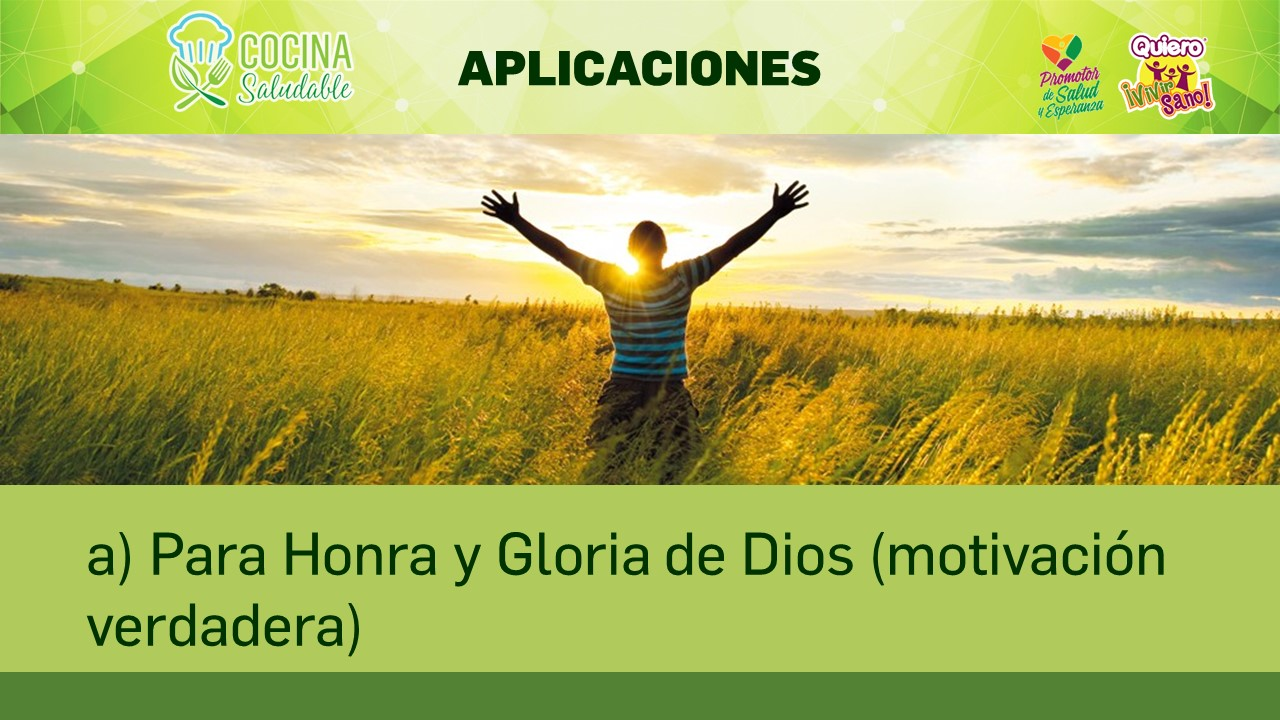 COCINA
Saludable
APLICACIONES
Promotor
de Salud
y Esperanza
Quiero
¡Vivir
Sano!
a) Para Honra y Gloria de Dios (motivación
verdadera)